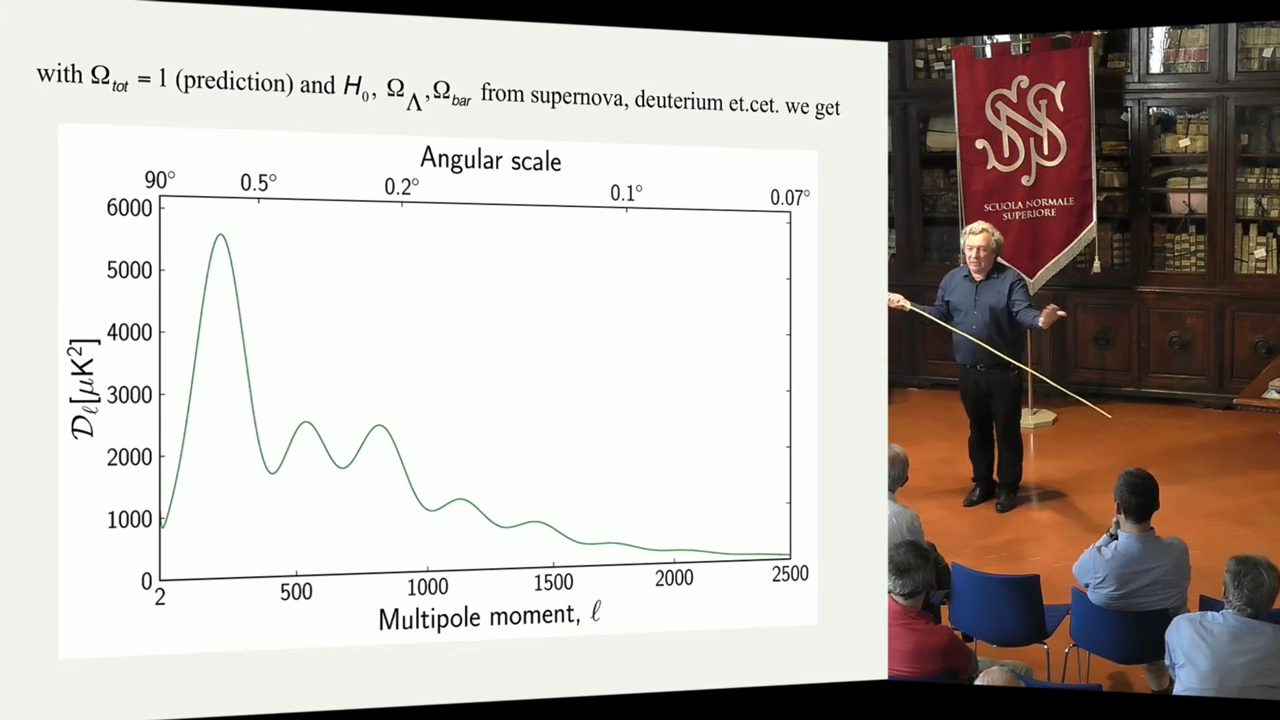 with Ω_tot = 1 (prediction) and H_0, Ω_Λ, Ω_bar from supernova, deuterium et.cet. we get
Angular scale
90° 0.5° 0.2° 0.1° 0.07°
6000
5000
4000
3000
2000
1000
0
𝒟_ℓ[μK²]
2 500 1000 1500 2000 2500
Multipole moment, ℓ
SNS
SCUOLA NORMALE
SUPERIORE